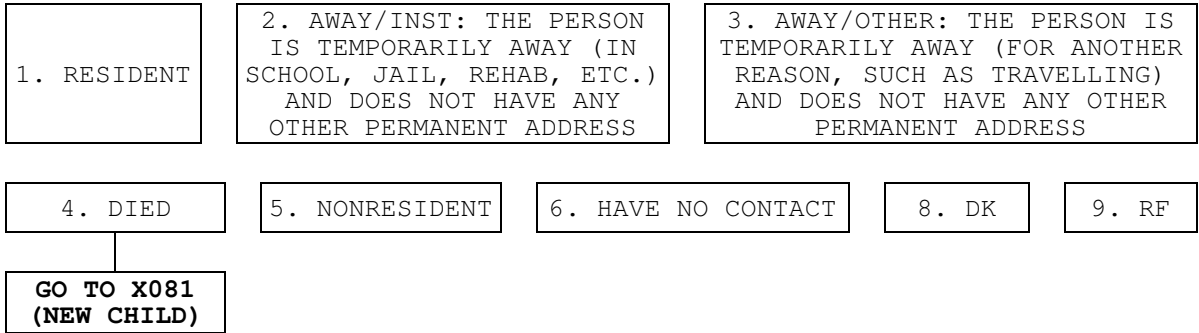 1. RESIDENT
2. AWAY/INST: THE PERSON
IS TEMPORARILY AWAY (IN
SCHOOL, JAIL, REHAB, ETC.)
AND DOES NOT HAVE ANY
OTHER PERMANENT ADDRESS
3. AWAY/OTHER: THE PERSON IS
TEMPORARILY AWAY (FOR ANOTHER
REASON, SUCH AS TRAVELLING)
AND DOES NOT HAVE ANY OTHER
PERMANENT ADDRESS
4. DIED
5. NONRESIDENT
6. HAVE NO CONTACT
8. DK
9. RF
GO TO X081
(NEW CHILD)